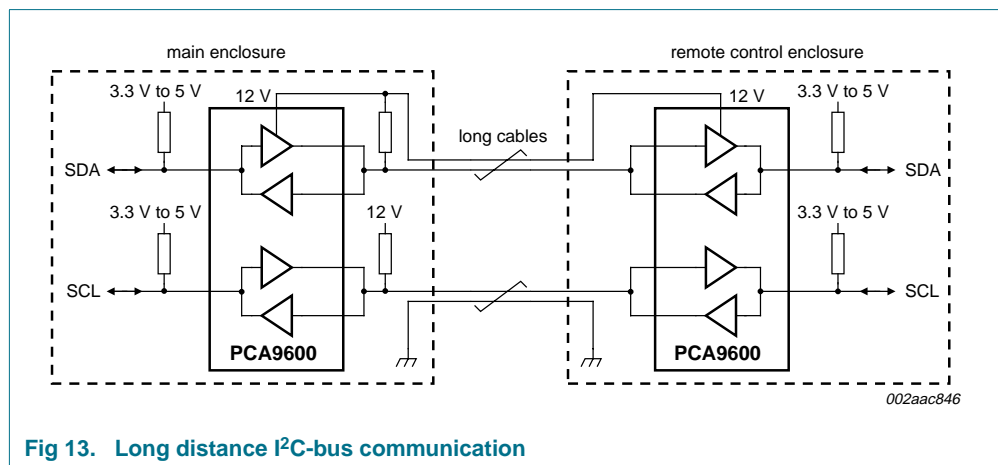 main enclosure
remote control enclosure
3.3 V to 5 V
12 V
12 V
3.3 V to 5 V
long cables
SDA
SDA
3.3 V to 5 V
12 V
3.3 V to 5 V
SCL
SCL
PCA9600
PCA9600
002aac846
Fig 13. Long distance I²C-bus communication